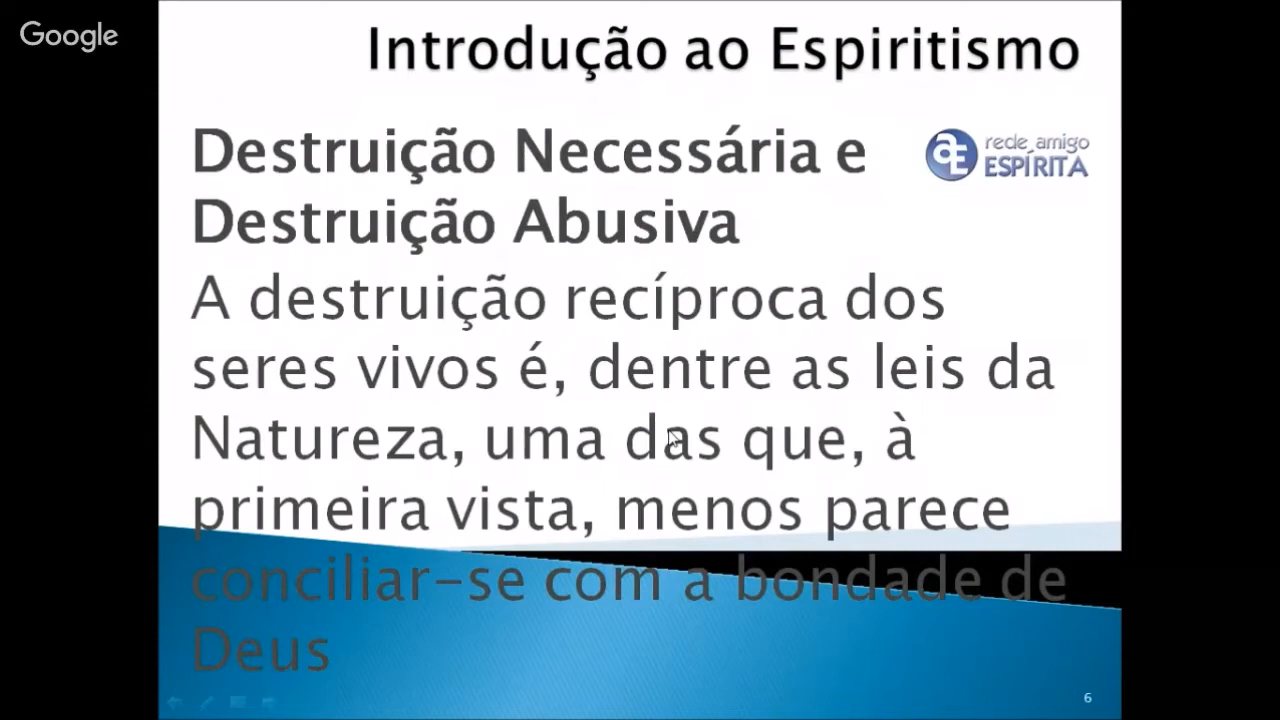 Google
Introdução ao Espiritismo
Destruição Necessária e
Destruição Abusiva
rede amigo
ESPÍRITA
A destruição recíproca dos
seres vivos é, dentre as leis da
Natureza, uma das que, à
primeira vista, menos parece
conciliar-se com a bondade de
Deus
6